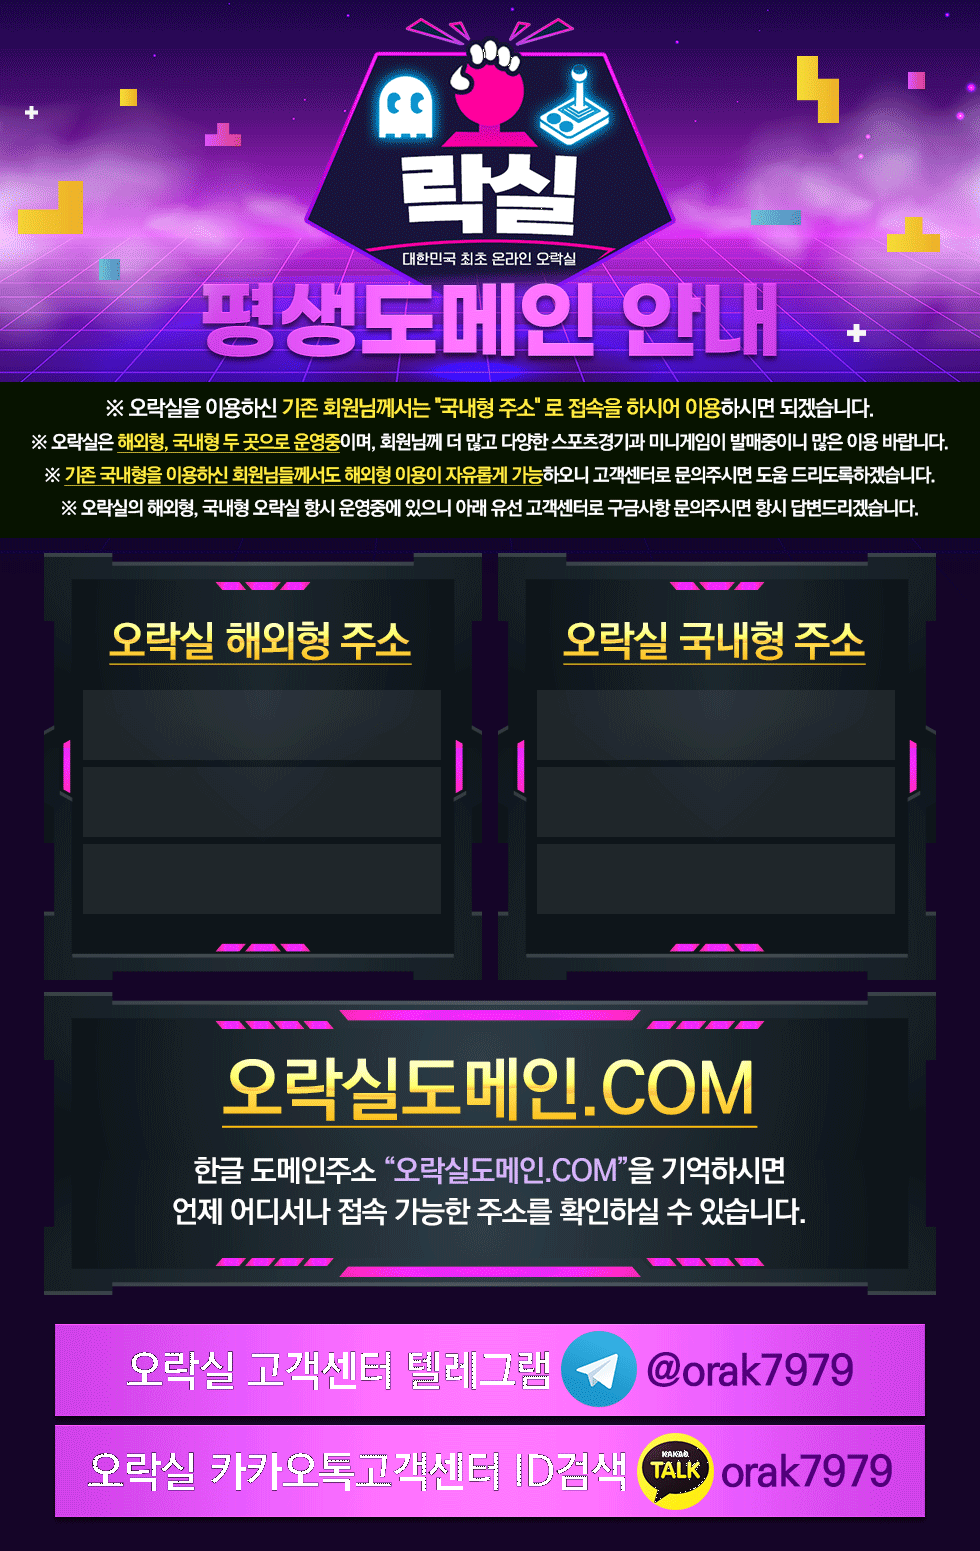 락실
대한민국 최초 온라인 오락실
평생도메인 안내
※ 오락실을 이용하신 기존 회원님께서는 "국내형 주소" 로 접속을 하시어 이용하시면 되겠습니다.
※ 오락실은 해외형, 국내형 두 곳으로 운영중이며, 회원님께 더 많고 다양한 스포츠경기과 미니게임이 발매중이니 많은 이용 바랍니다.
※ 기존 국내형을 이용하신 회원님들께서도 해외형 이용이 자유롭게 가능하오니 고객센터로 문의주시면 도움 드리도록하겠습니다.
※ 오락실의 해외형, 국내형 오락실 항시 운영중에 있으니 아래 유선 고객센터로 구금사항 문의주시면 항시 답변드리겠습니다.
오락실 해외형 주소
오락실 국내형 주소
오락실도메인.COM
한글 도메인주소 “오락실도메인.COM”을 기억하시면
언제 어디서나 접속 가능한 주소를 확인하실 수 있습니다.
오락실 고객센터 텔레그램 @orak7979
오락실 카카오톡고객센터 ID검색 KAKAO TALK orak7979